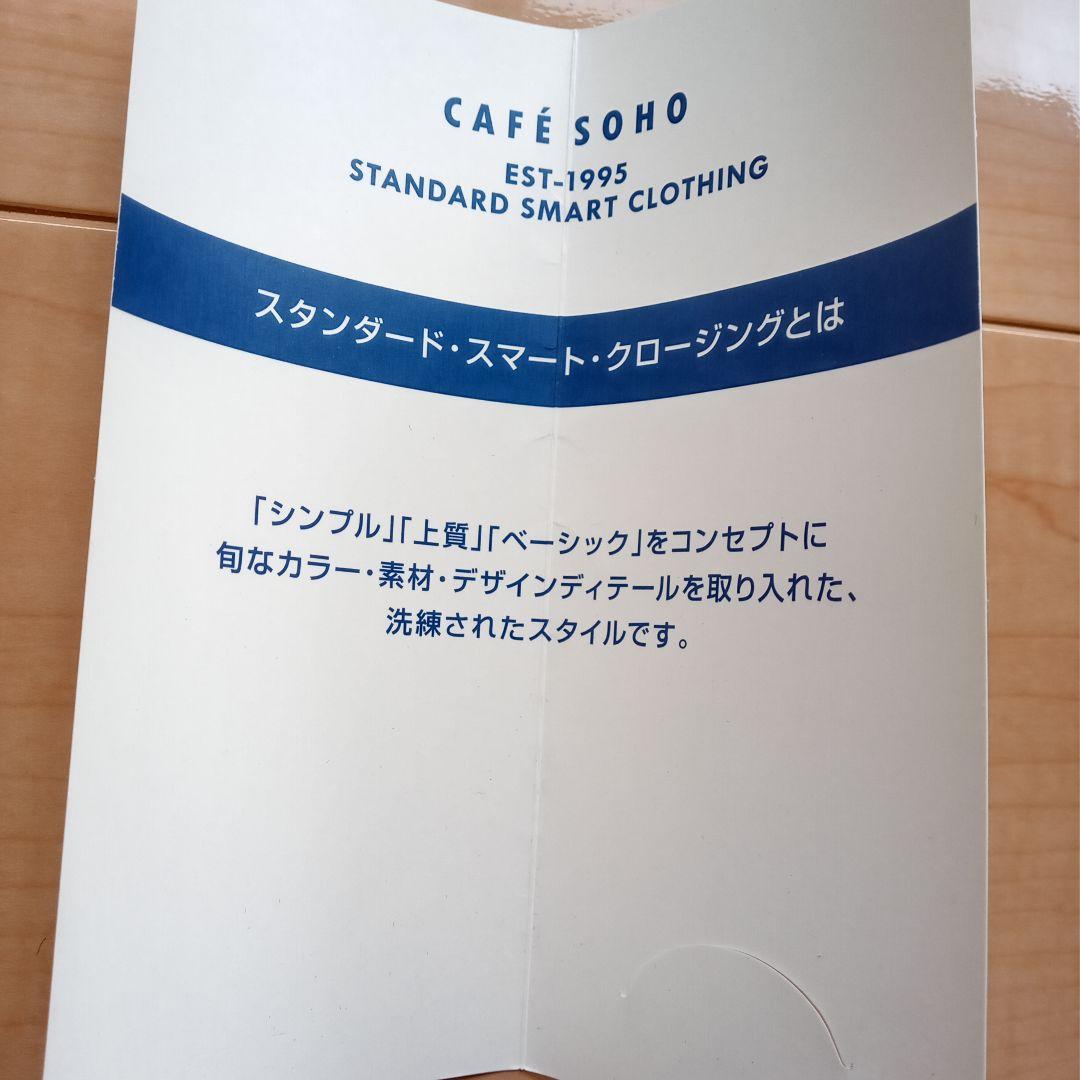 CAFÉ SOHO
EST-1995
STANDARD SMART CLOTHING
スタンダード・スマート・クロージングとは
「シンプル」「上質」「ベーシック」をコンセプトに
旬なカラー・素材・デザインディテールを取り入れた、
洗練されたスタイルです。